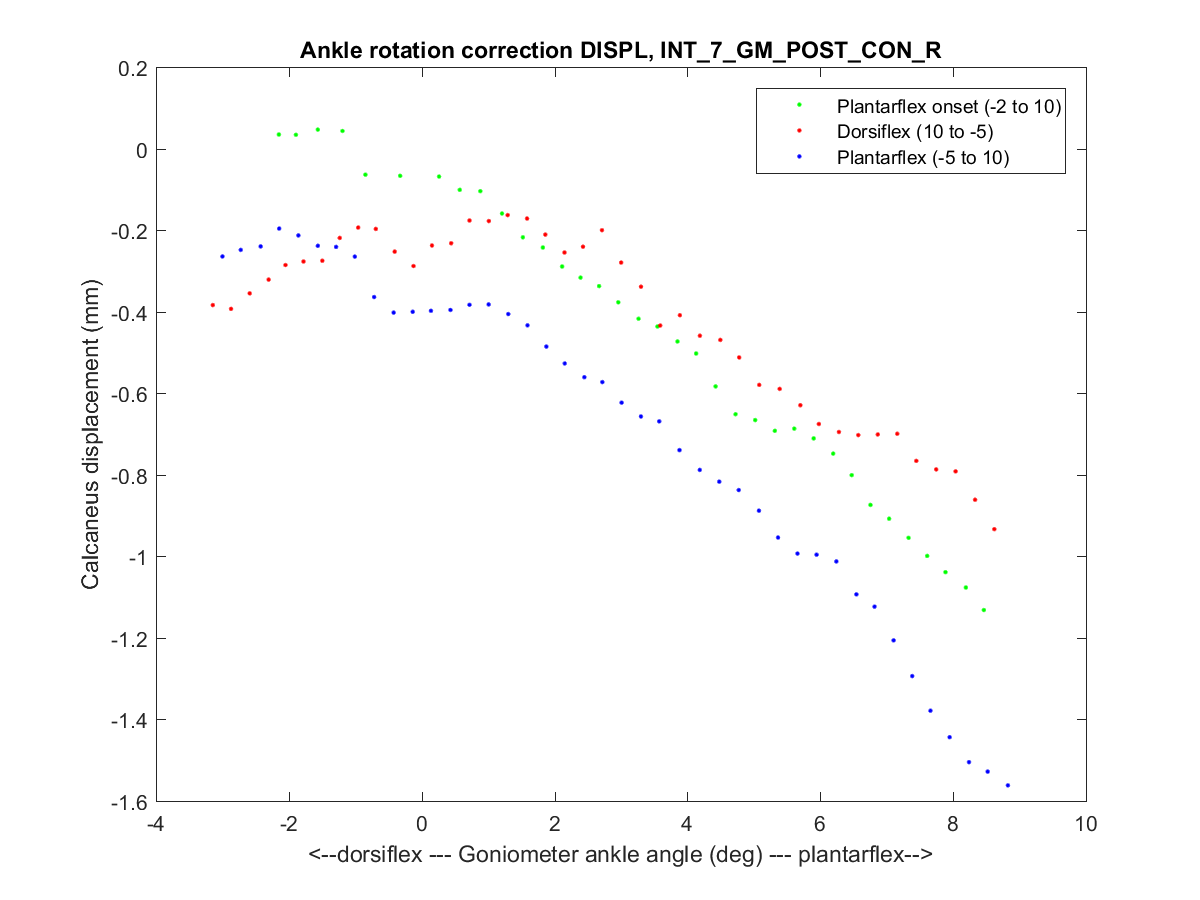 Ankle rotation correction DISPL, INT_7_GM_POST_CON_R
Plantarflex onset (-2 to 10)
Dorsiflex (10 to -5)
Plantarflex (-5 to 10)
0.2
0
-0.2
-0.4
-0.6
-0.8
-1
-1.2
-1.4
-1.6
Calcaneus displacement (mm)
-4 -2 0 2 4 6 8 10
<--dorsiflex --- Goniometer ankle angle (deg) --- plantarflex-->